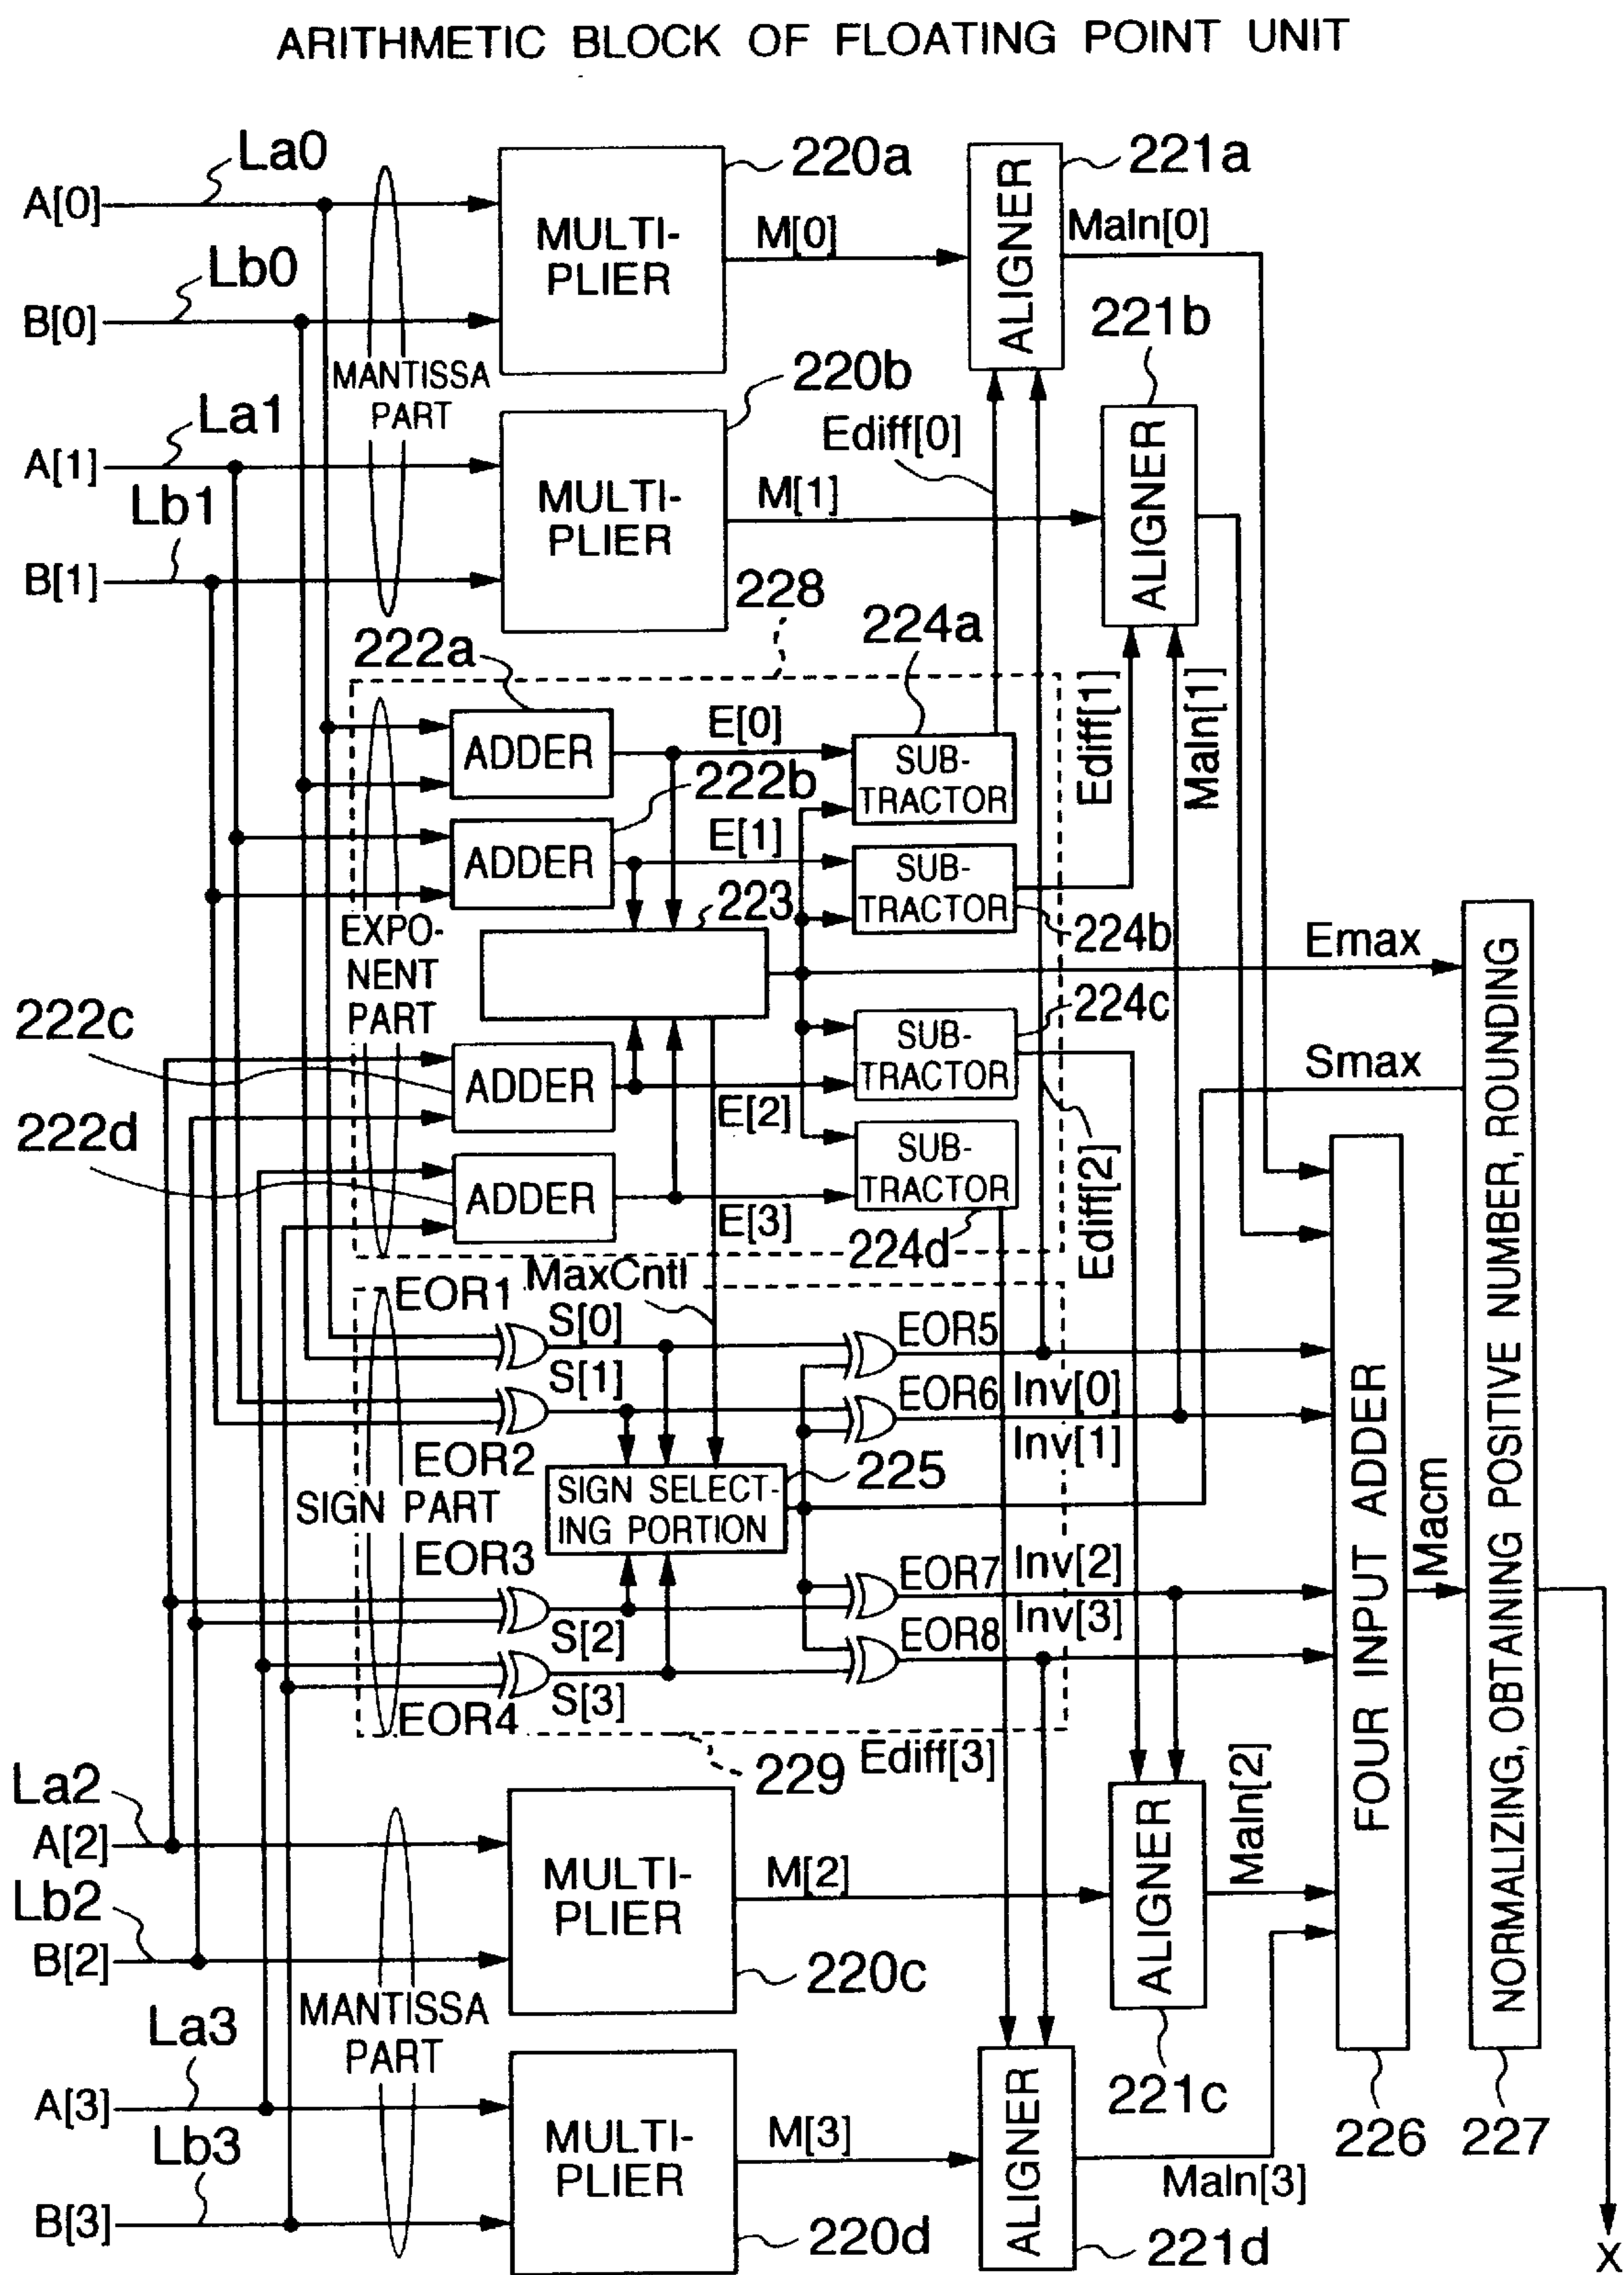 ARITHMETIC BLOCK OF FLOATING POINT UNIT
La0
220a
221a
A[0]
MULTI-
PLIER
M[0]
ALIGNER
Maln[0]
Lb0
B[0]
221b
MANTISSA
PART
220b
La1
Ediff[0]
A[1]
MULTI-
PLIER
M[1]
ALIGNER
Lb1
B[1]
228
224a
222a
Ediff[1]
Maln[1]
E[0]
ADDER
SUB-
TRACTOR
222b
E[1]
ADDER
SUB-
TRACTOR
223
224b
EXPO-
NENT
PART
Emax
222c
224c
ADDER
SUB-
TRACTOR
Smax
E[2]
222d
ADDER
SUB-
TRACTOR
Ediff[2]
E[3]
224d
MaxCntl
EOR1
S[0]
EOR5
S[1]
EOR6
Inv[0]
Inv[1]
EOR2
225
SIGN PART
SIGN SELECT-
ING PORTION
EOR3
EOR7
Inv[2]
S[2]
EOR8
Inv[3]
S[3]
EOR4
229
Ediff[3]
FOUR INPUT ADDER
Macm
NORMALIZING, OBTAINING POSITIVE NUMBER, ROUNDING
La2
A[2]
MULTI-
PLIER
M[2]
ALIGNER
Maln[2]
Lb2
B[2]
220c
MANTISSA
PART
La3
221c
A[3]
MULTI-
PLIER
M[3]
ALIGNER
226
227
Lb3
Maln[3]
B[3]
220d
221d
X